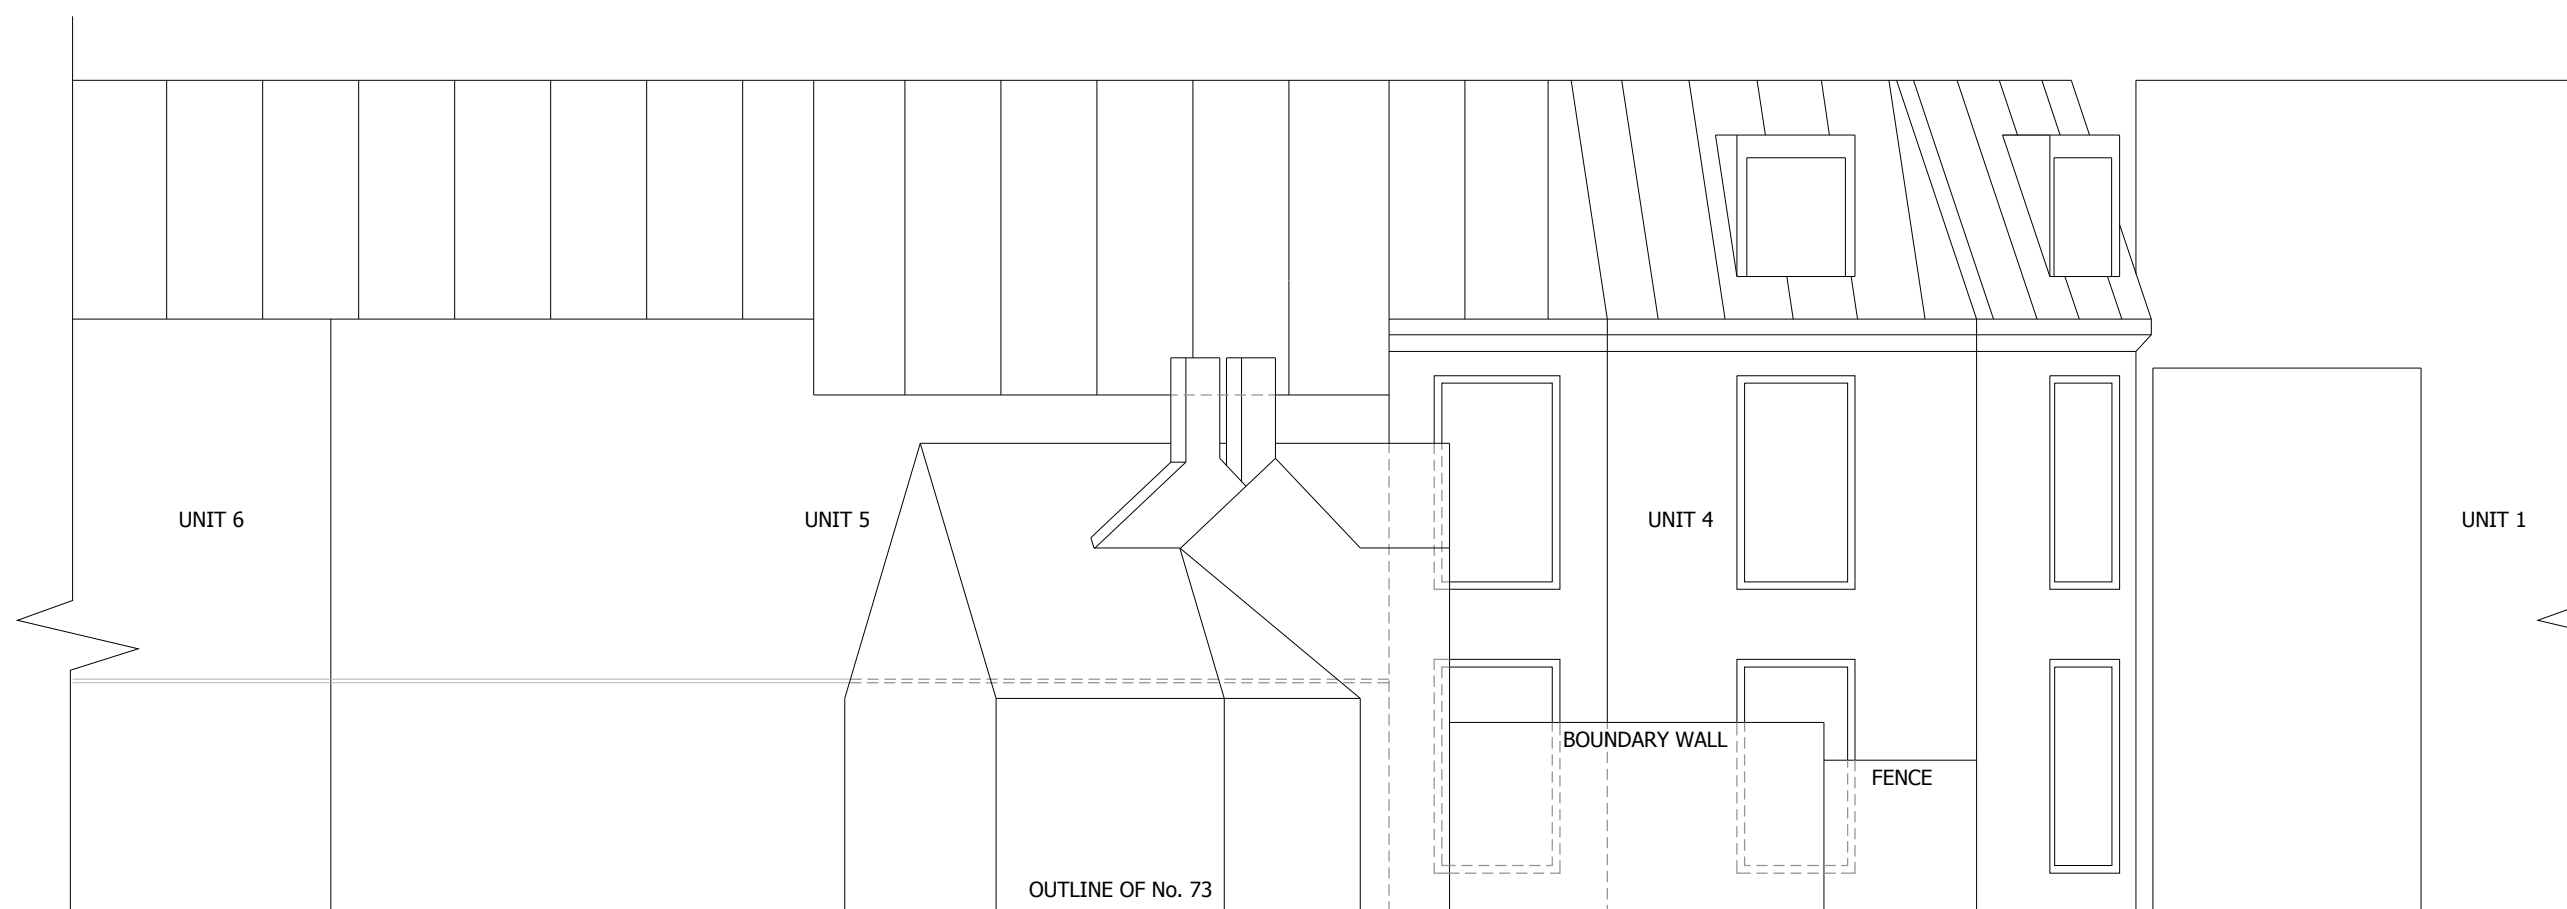 UNIT 6
UNIT 5
UNIT 4
UNIT 1
BOUNDARY WALL
FENCE
OUTLINE OF No. 73